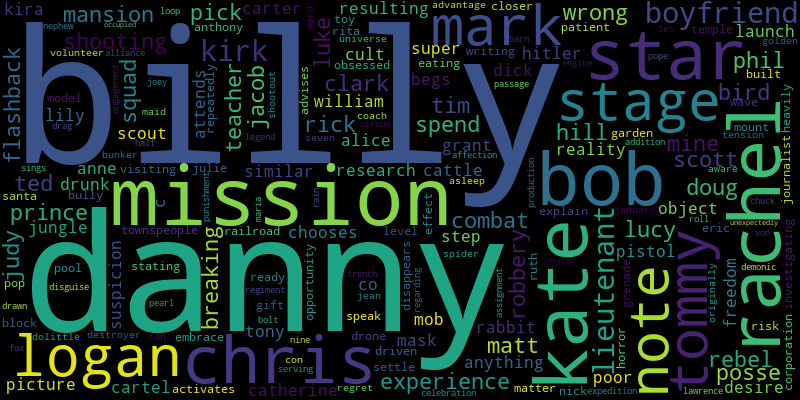 billy
danny
mission
mark
star
stage
bob
kate
rachel
logan
chris
note
tommy
kira
mansion
pick
carter
resulting
toy
rita
advantage
closer
occupied
loop
nephew
award
shooting
volunteer
alliance
anthony
kirk
luke
cult
universe
super
writing
hitler
wrong
patient
boyfriend
launch
temple
golden
pope
built
phil
bird
wave
flashback
joey
model
maid
squad
engagement
lily
drag
scout
attends
repeatedly
teacher
jacob
obsessed
eating
clark
advises
william
coach
circus
legend
seven
rick
alice
begs
dick
passage
shootout
tim
spend
grant
affection
barn
engine
hill
garden
reality
mine
scott
mount
tension
aware
chuck
journalist
heavily
bunker
half
sings
anne
visiting
julie
similar
research
cattle
asleep
production
addition
ted
drunk
santa
bully
c
punishment
maria
rain
prince
jungle
townspeople
railroad
chooses
level
effect
combat
step
explain
lieutenant
lucy
january
doug
object
roll
eric
von
unexpectedly
demonic
judy
pop
pool
stating
disguise
drawn
pearl
suspicion
breaking
ready
regiment
gift
bolt
opportunity
co
jean
trench
speak
disappears
regarding
spider
ruth
assignment
robbery
pistol
grenade
horror
freedom
originally
investigating
corporation
risk
block
dolittle
destroyer
fan
fox
embrace
tony
nine
drone
mask
mob
rabbit
matt
driven
settle
anything
poor
rebel
posse
desire
picture
cartel
activates
catherine
con
serving
regret
experience
celebration
matter
nick
expedition
lawrence